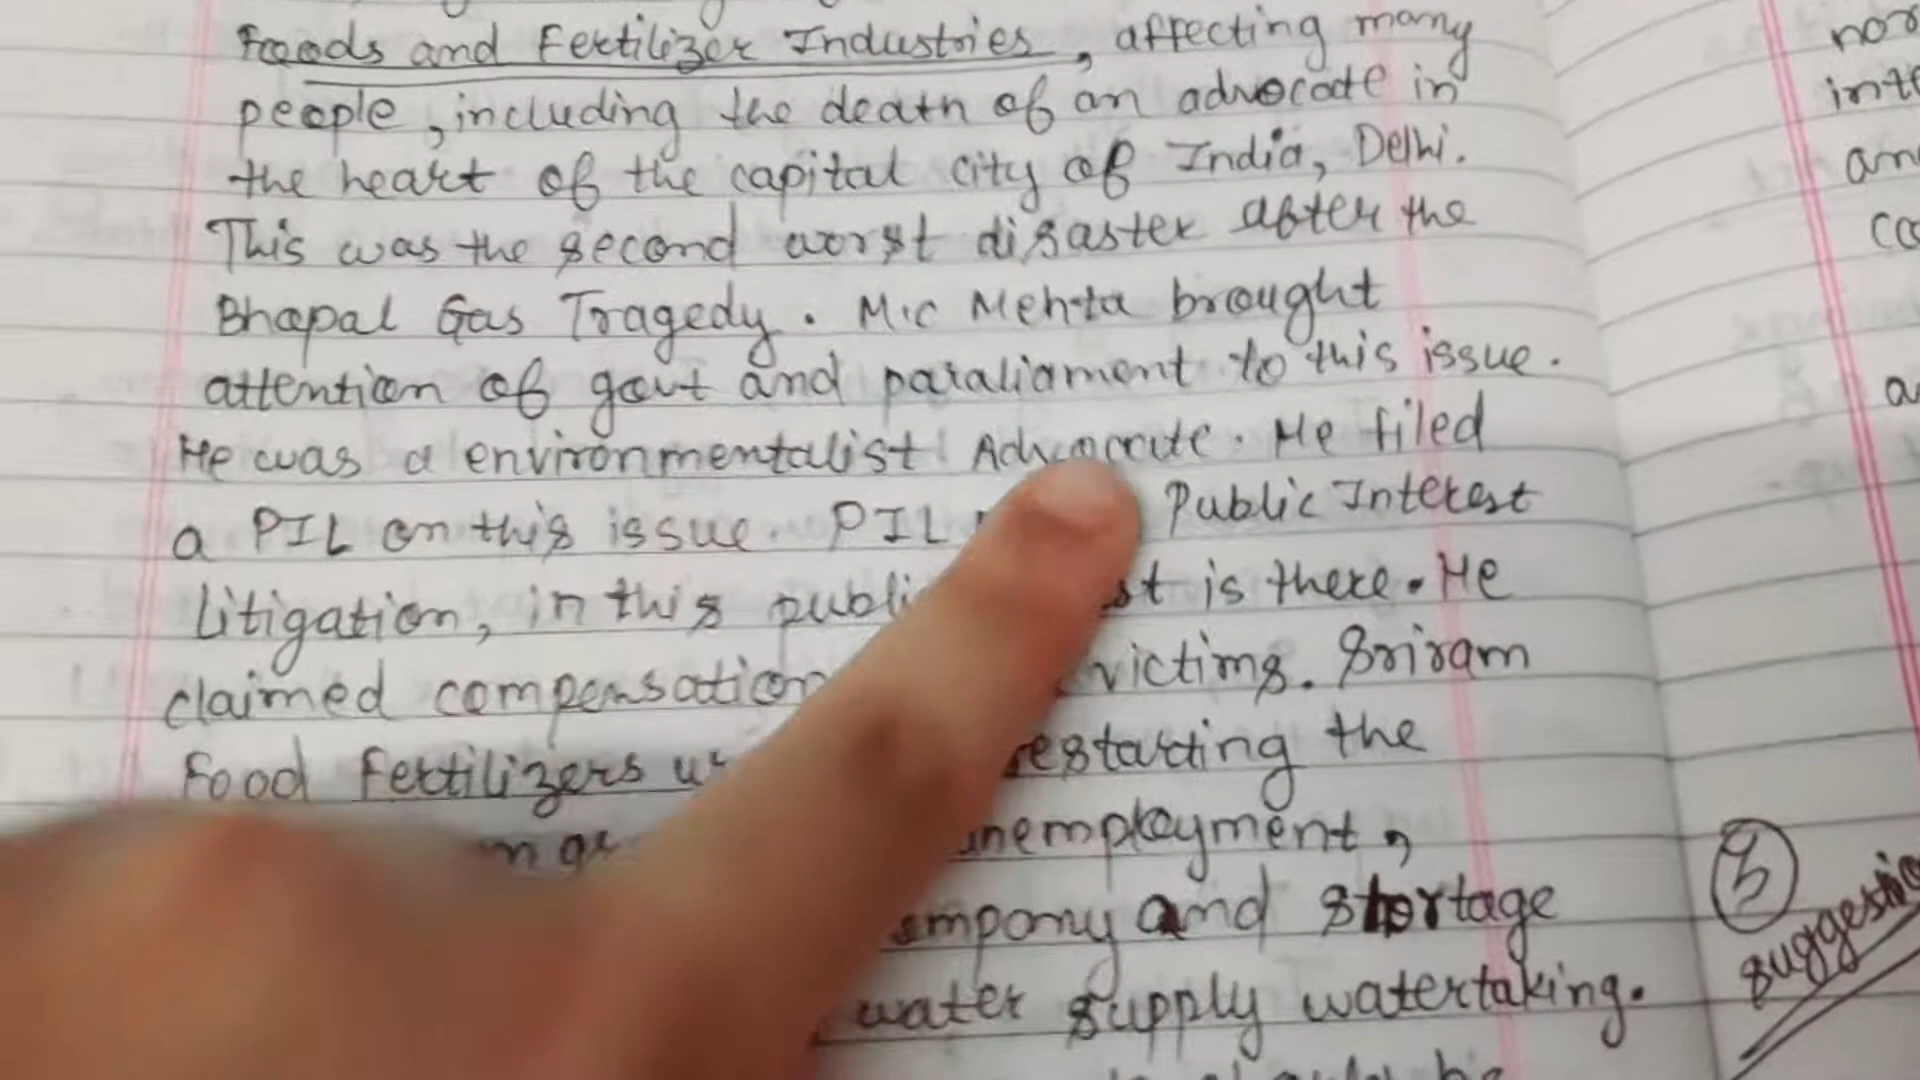 Foods and Fertilizer Industries, affecting many
people, including the death of an advocate in
the heart of the capital city of India, Delhi.
This was the second worst disaster after the
Bhopal Gas Tragedy. M.C Mehta brought
attention of govt and paraliament to this issue.
He was a environmentalist Advocate. He filed
a PIL on this issue. PIL Public Interest
Litigation, in this is there. He
claimed compensation victims. Sriram
Food Fertilizers restarting the
unemployment,
and shortage
water supply watertaking.
be
3
nor
a